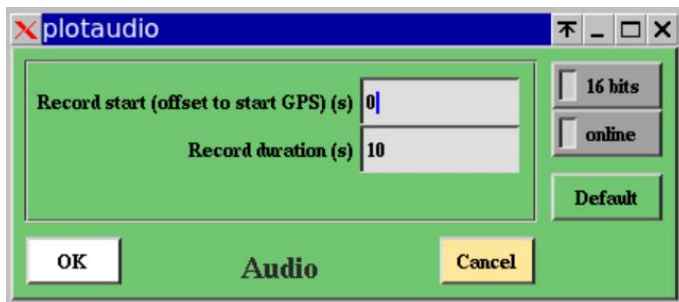 plotaudio
Record start (offset to start GPS) (s) 0
Record duration (s) 10
16 bits
online
Default
OK
Audio
Cancel